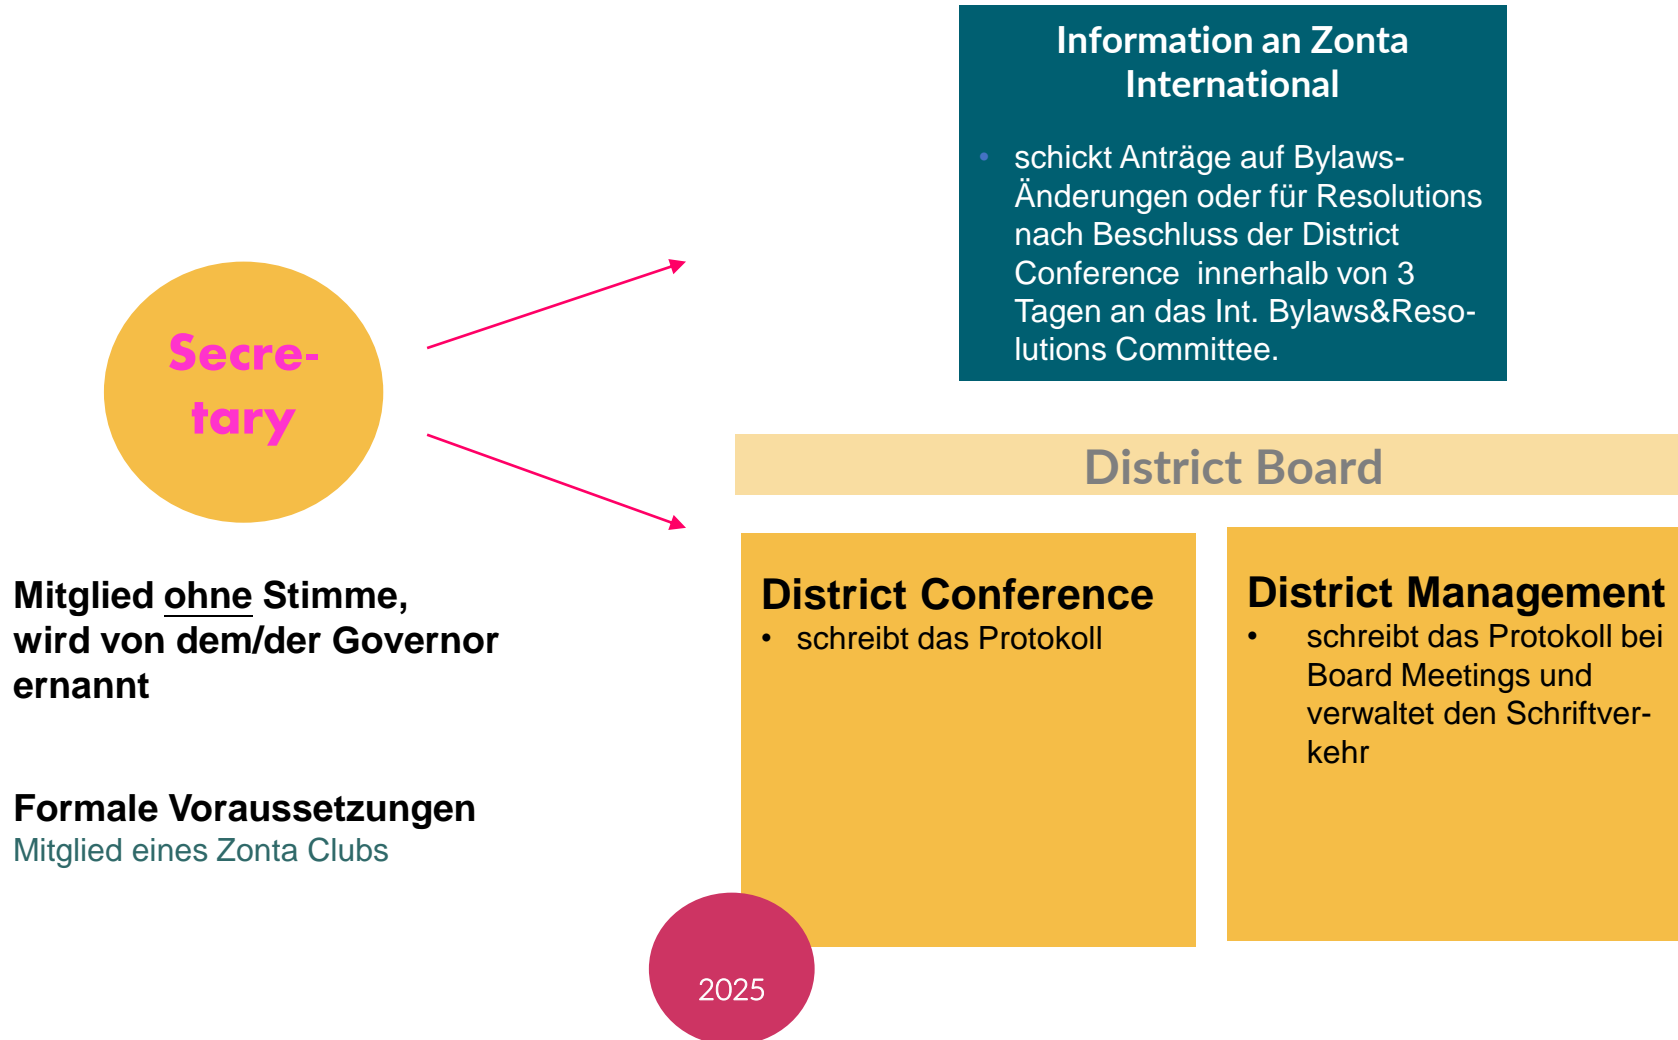 Information an Zonta
International
• schickt Anträge auf Bylaws-
Änderungen oder für Resolutions
nach Beschluss der District
Conference innerhalb von 3
Tagen an das Int. Bylaws&Reso-
lutions Committee.
Secre-
tary
District Board
Mitglied ohne Stimme,
wird von dem/der Governor
ernannt
Formale Voraussetzungen
Mitglied eines Zonta Clubs
District Conference
• schreibt das Protokoll
District Management
• schreibt das Protokoll bei
Board Meetings und
verwaltet den Schriftver-
kehr
2025